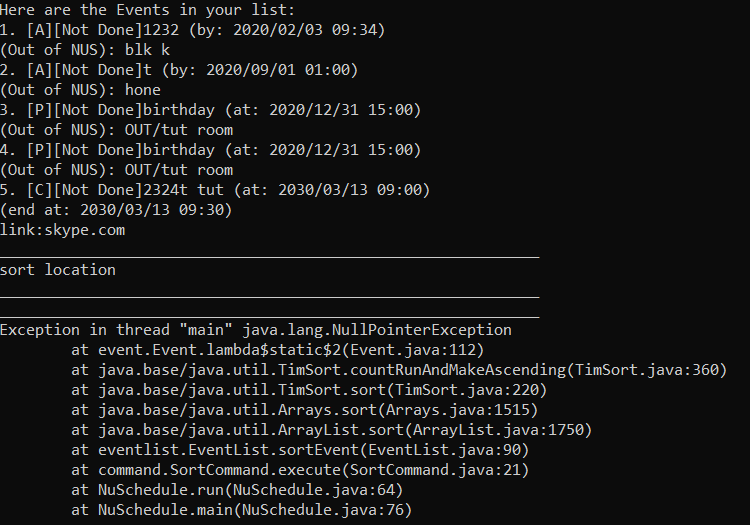 Here are the Events in your list:
1. [A][Not Done]1232 (by: 2020/02/03 09:34)
(Out of NUS): blk k
2. [A][Not Done]t (by: 2020/09/01 01:00)
(Out of NUS): hone
3. [P][Not Done]birthday (at: 2020/12/31 15:00)
(Out of NUS): OUT/tut room
4. [P][Not Done]birthday (at: 2020/12/31 15:00)
(Out of NUS): OUT/tut room
5. [C][Not Done]2324t tut (at: 2030/03/13 09:00)
(end at: 2030/03/13 09:30)
link:skype.com
sort location
Exception in thread "main" java.lang.NullPointerException
at event.Event.lambda$static$2(Event.java:112)
at java.base/java.util.TimSort.countRunAndMakeAscending(TimSort.java:360)
at java.base/java.util.TimSort.sort(TimSort.java:220)
at java.base/java.util.Arrays.sort(Arrays.java:1515)
at java.base/java.util.ArrayList.sort(ArrayList.java:1750)
at eventlist.EventList.sortEvent(EventList.java:90)
at command.SortCommand.execute(SortCommand.java:21)
at NuSchedule.run(NuSchedule.java:64)
at NuSchedule.main(NuSchedule.java:76)